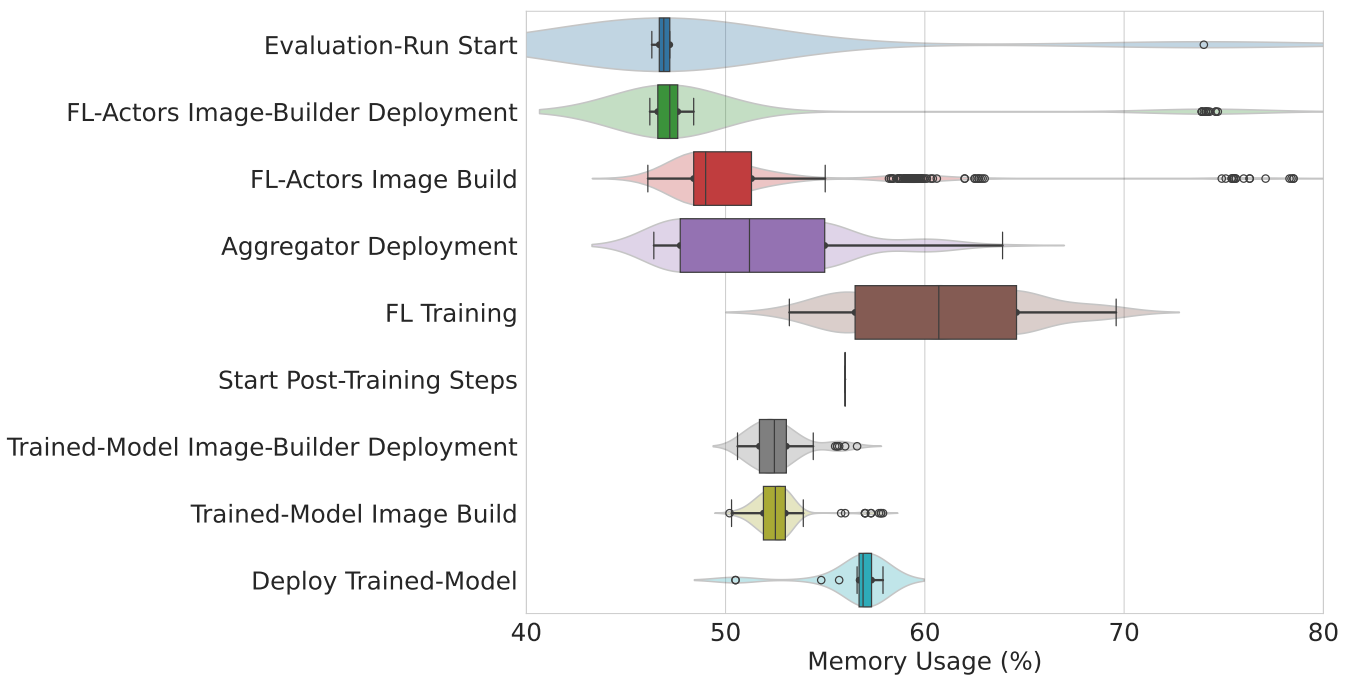 Evaluation-Run Start
FL-Actors Image-Builder Deployment
FL-Actors Image Build
Aggregator Deployment
FL Training
Start Post-Training Steps
Trained-Model Image-Builder Deployment
Trained-Model Image Build
Deploy Trained-Model
40 50 60 70 80
Memory Usage (%)